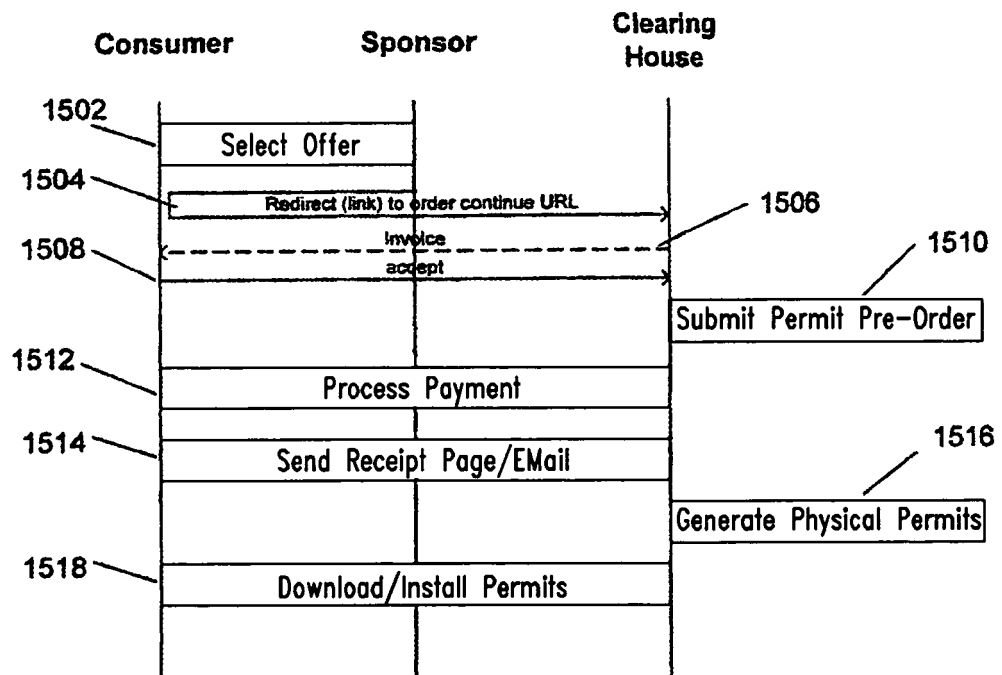 Consumer
Sponsor
Clearing
House
1502
Select Offer
1504
Redirect (link) to order continue URL
1506
Invoice
1508
accept
1510
Submit Permit Pre-Order
1512
Process Payment
1514
Send Receipt Page/EMail
1516
Generate Physical Permits
1518
Download/Install Permits